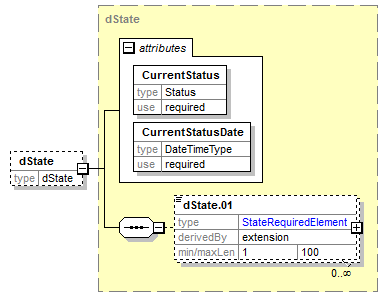 dState
attributes
CurrentStatus
type Status
use required
CurrentStatusDate
type DateTimeType
use required
dState
type dState
dState.01
type StateRequiredElement
derivedBy extension
min/maxLen 1 100
0..∞